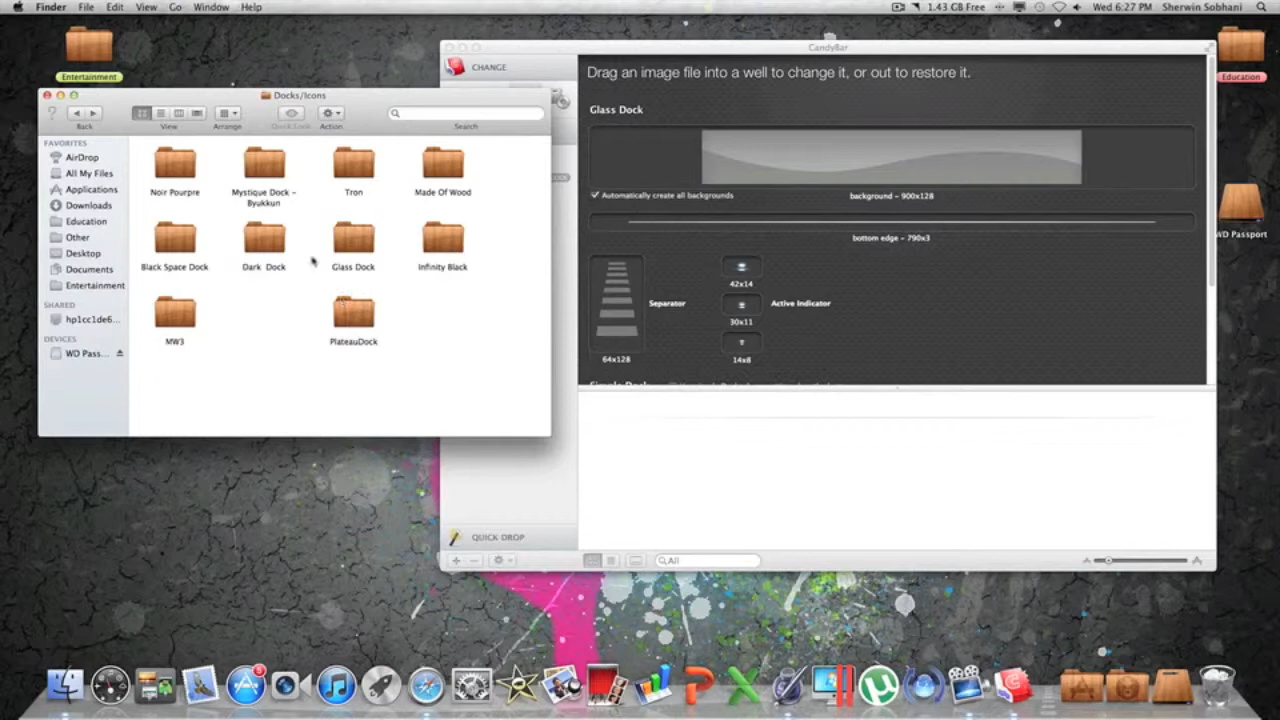 Finder File Edit View Go Window Help
1.43 GB Free Wed 6:27 PM Sherwin Sobhani
Entertainment
Education
WD Passport
CandyBar
CHANGE
Drag an image file into a well to change it, or out to restore it.
Glass Dock
Automatically create all backgrounds
background - 900x128
bottom edge - 790x3
Separator
64x128
42x14
Active Indicator
30x11
14x8
QUICK DROP
All
Docks/Icons
Back
View
Arrange
Quick Look
Action
Search
FAVORITES
AirDrop
All My Files
Applications
Downloads
Education
Other
Desktop
Documents
Entertainment
SHARED
hp1cc1de6...
DEVICES
WD Pass...
Noir Pourpre
Mystique Dock -
Byukkun
Tron
Made Of Wood
Black Space Dock
Dark Dock
Glass Dock
Infinity Black
MW3
PlateauDock